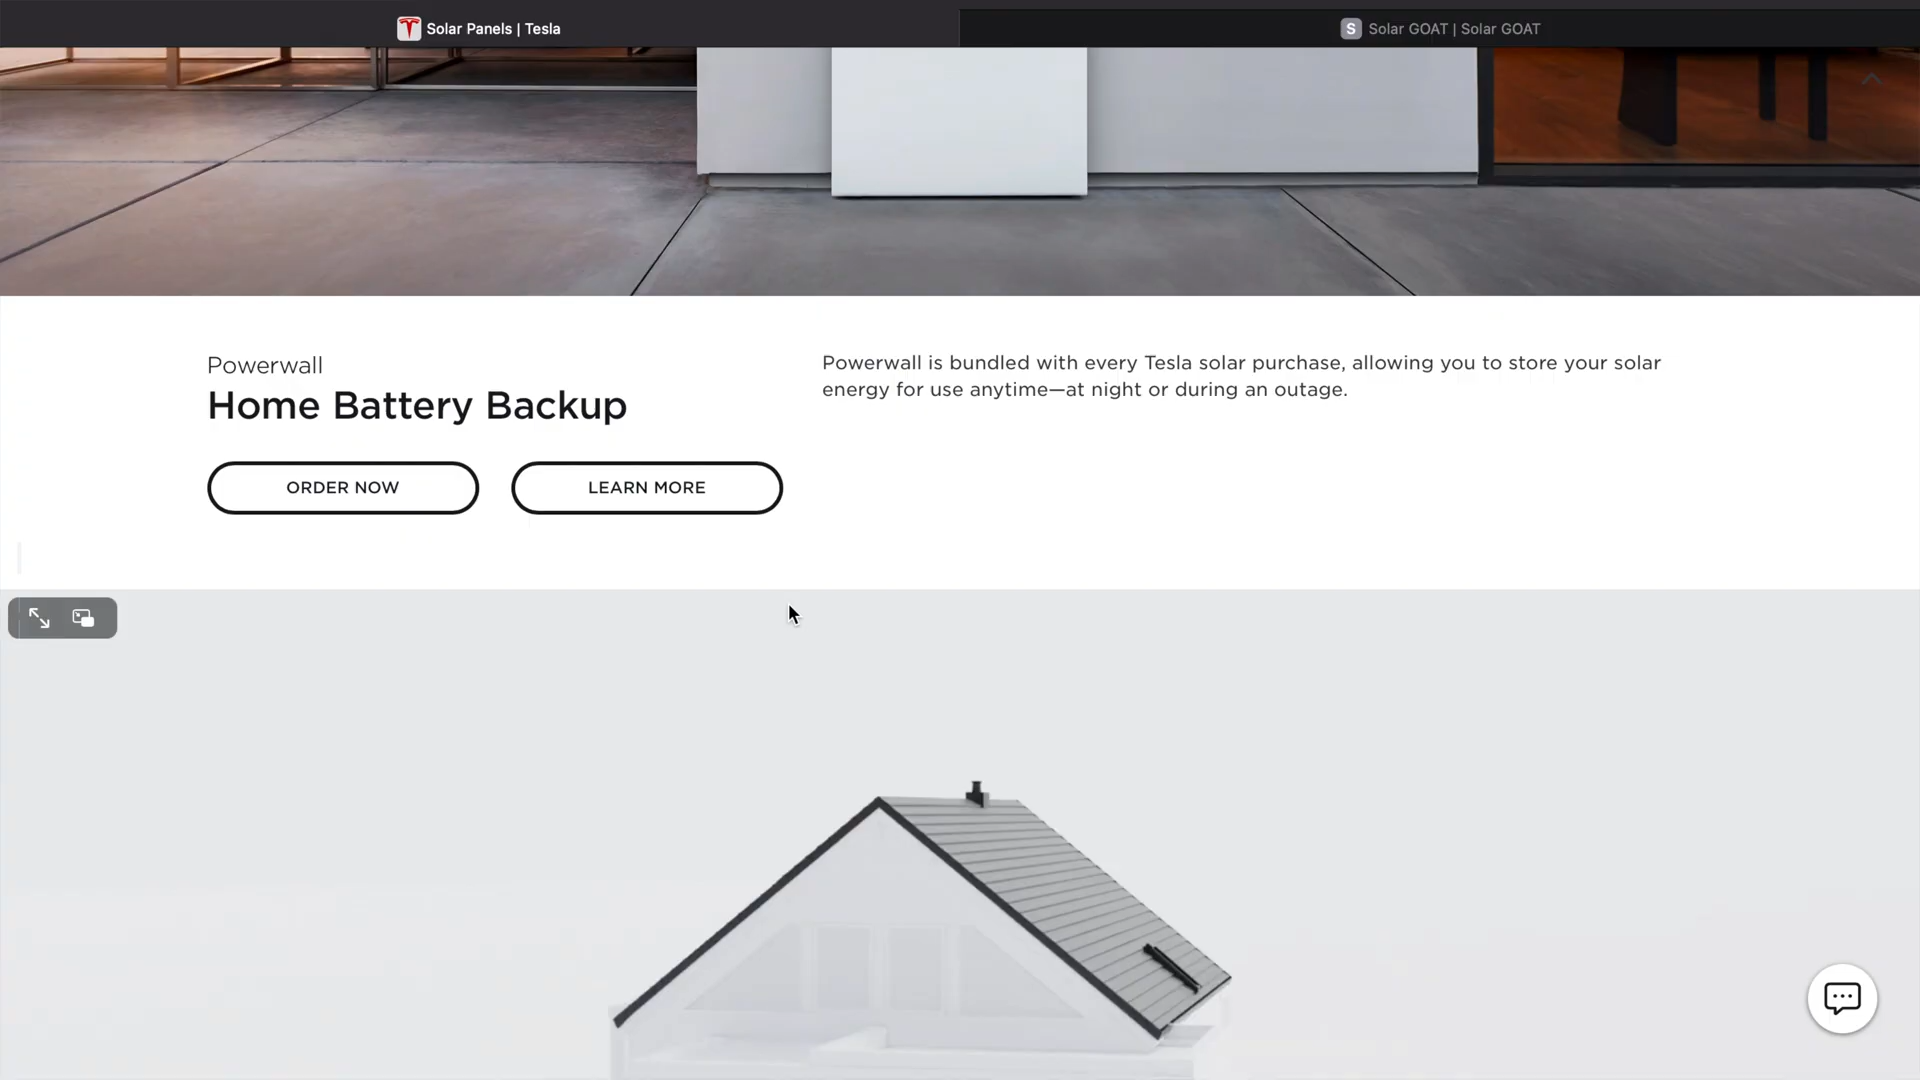 Solar Panels | Tesla
S Solar GOAT | Solar GOAT
Powerwall
Home Battery Backup
Powerwall is bundled with every Tesla solar purchase, allowing you to store your solar
energy for use anytime—at night or during an outage.
ORDER NOW
LEARN MORE